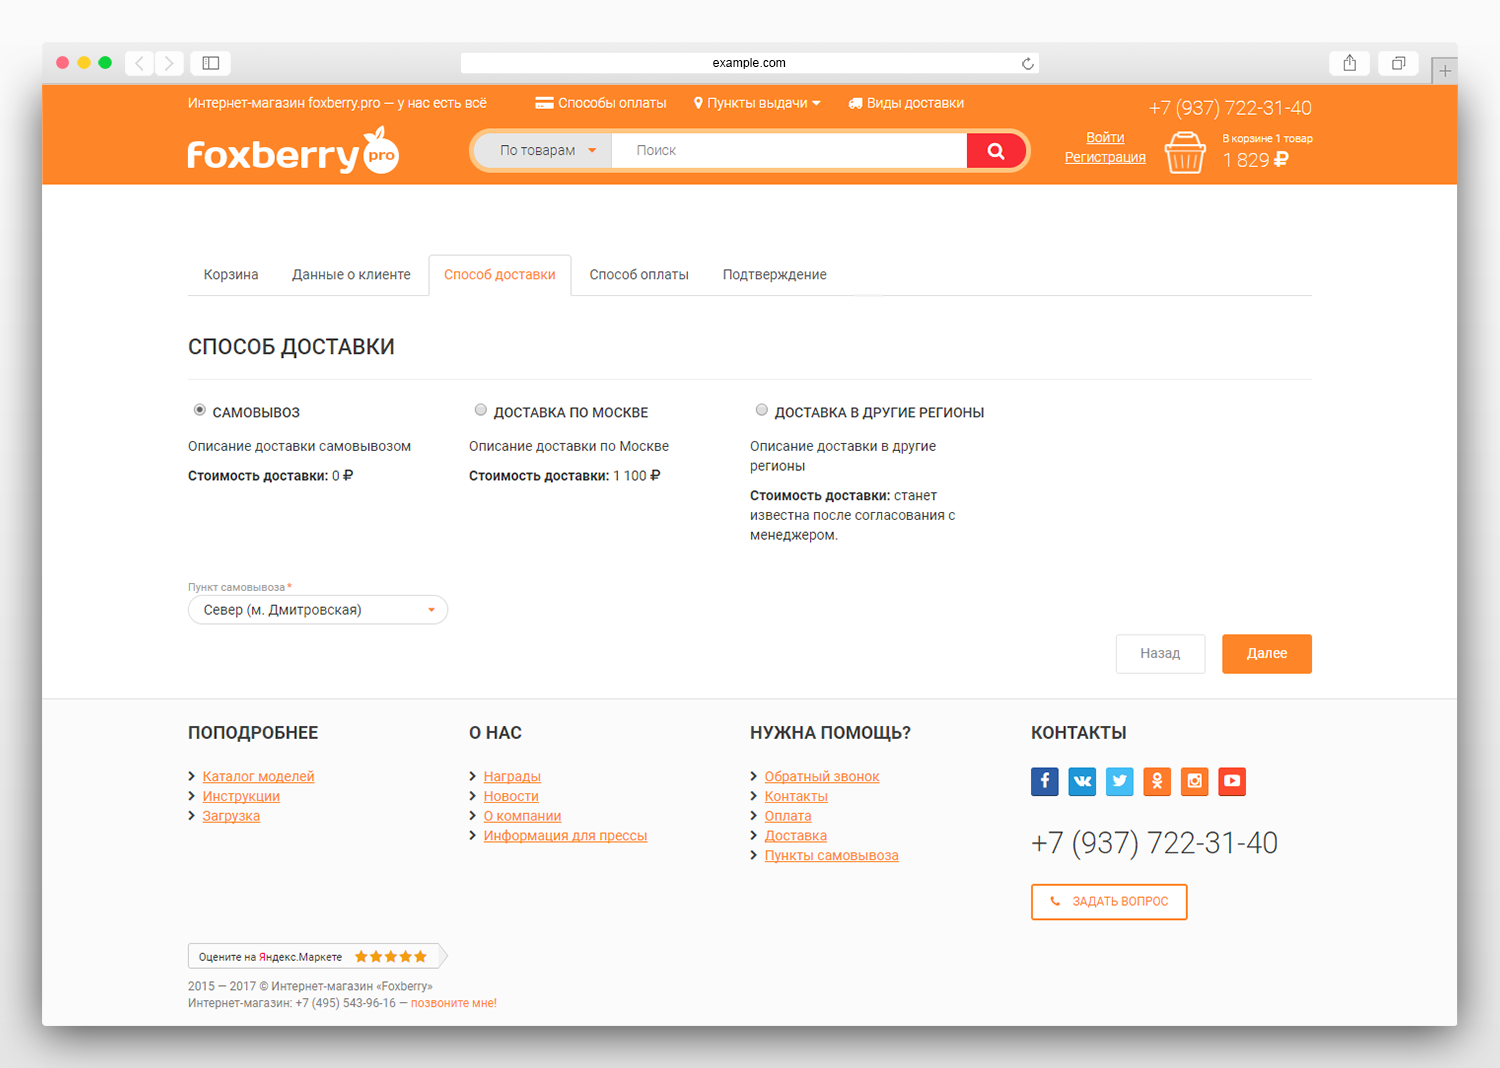 example.com
Интернет-магазин foxberry.pro — у нас есть всё
Способы оплаты
Пункты выдачи
Виды доставки
+7 (937) 722-31-40
foxberry pro
По товарам
Поиск
Войти
Регистрация
В корзине 1 товар
1 829 ₽
Корзина
Данные о клиенте
Способ доставки
Способ оплаты
Подтверждение
СПОСОБ ДОСТАВКИ
САМОВЫВОЗ
Описание доставки самовывозом
Стоимость доставки: 0 ₽
ДОСТАВКА ПО МОСКВЕ
Описание доставки по Москве
Стоимость доставки: 1 100 ₽
ДОСТАВКА В ДРУГИЕ РЕГИОНЫ
Описание доставки в другие
регионы
Стоимость доставки: станет
известна после согласования с
менеджером.
Пункт самовывоза *
Север (м. Дмитровская)
Назад
Далее
ПОПОДРОБНЕЕ
Каталог моделей
Инструкции
Загрузка
О НАС
Награды
Новости
О компании
Информация для прессы
НУЖНА ПОМОЩЬ?
Обратный звонок
Контакты
Оплата
Доставка
Пункты самовывоза
КОНТАКТЫ
+7 (937) 722-31-40
ЗАДАТЬ ВОПРОС
Оцените на Яндекс.Маркете
2015 — 2017 © Интернет-магазин «Foxberry»
Интернет-магазин: +7 (495) 543-96-16 — позвоните мне!